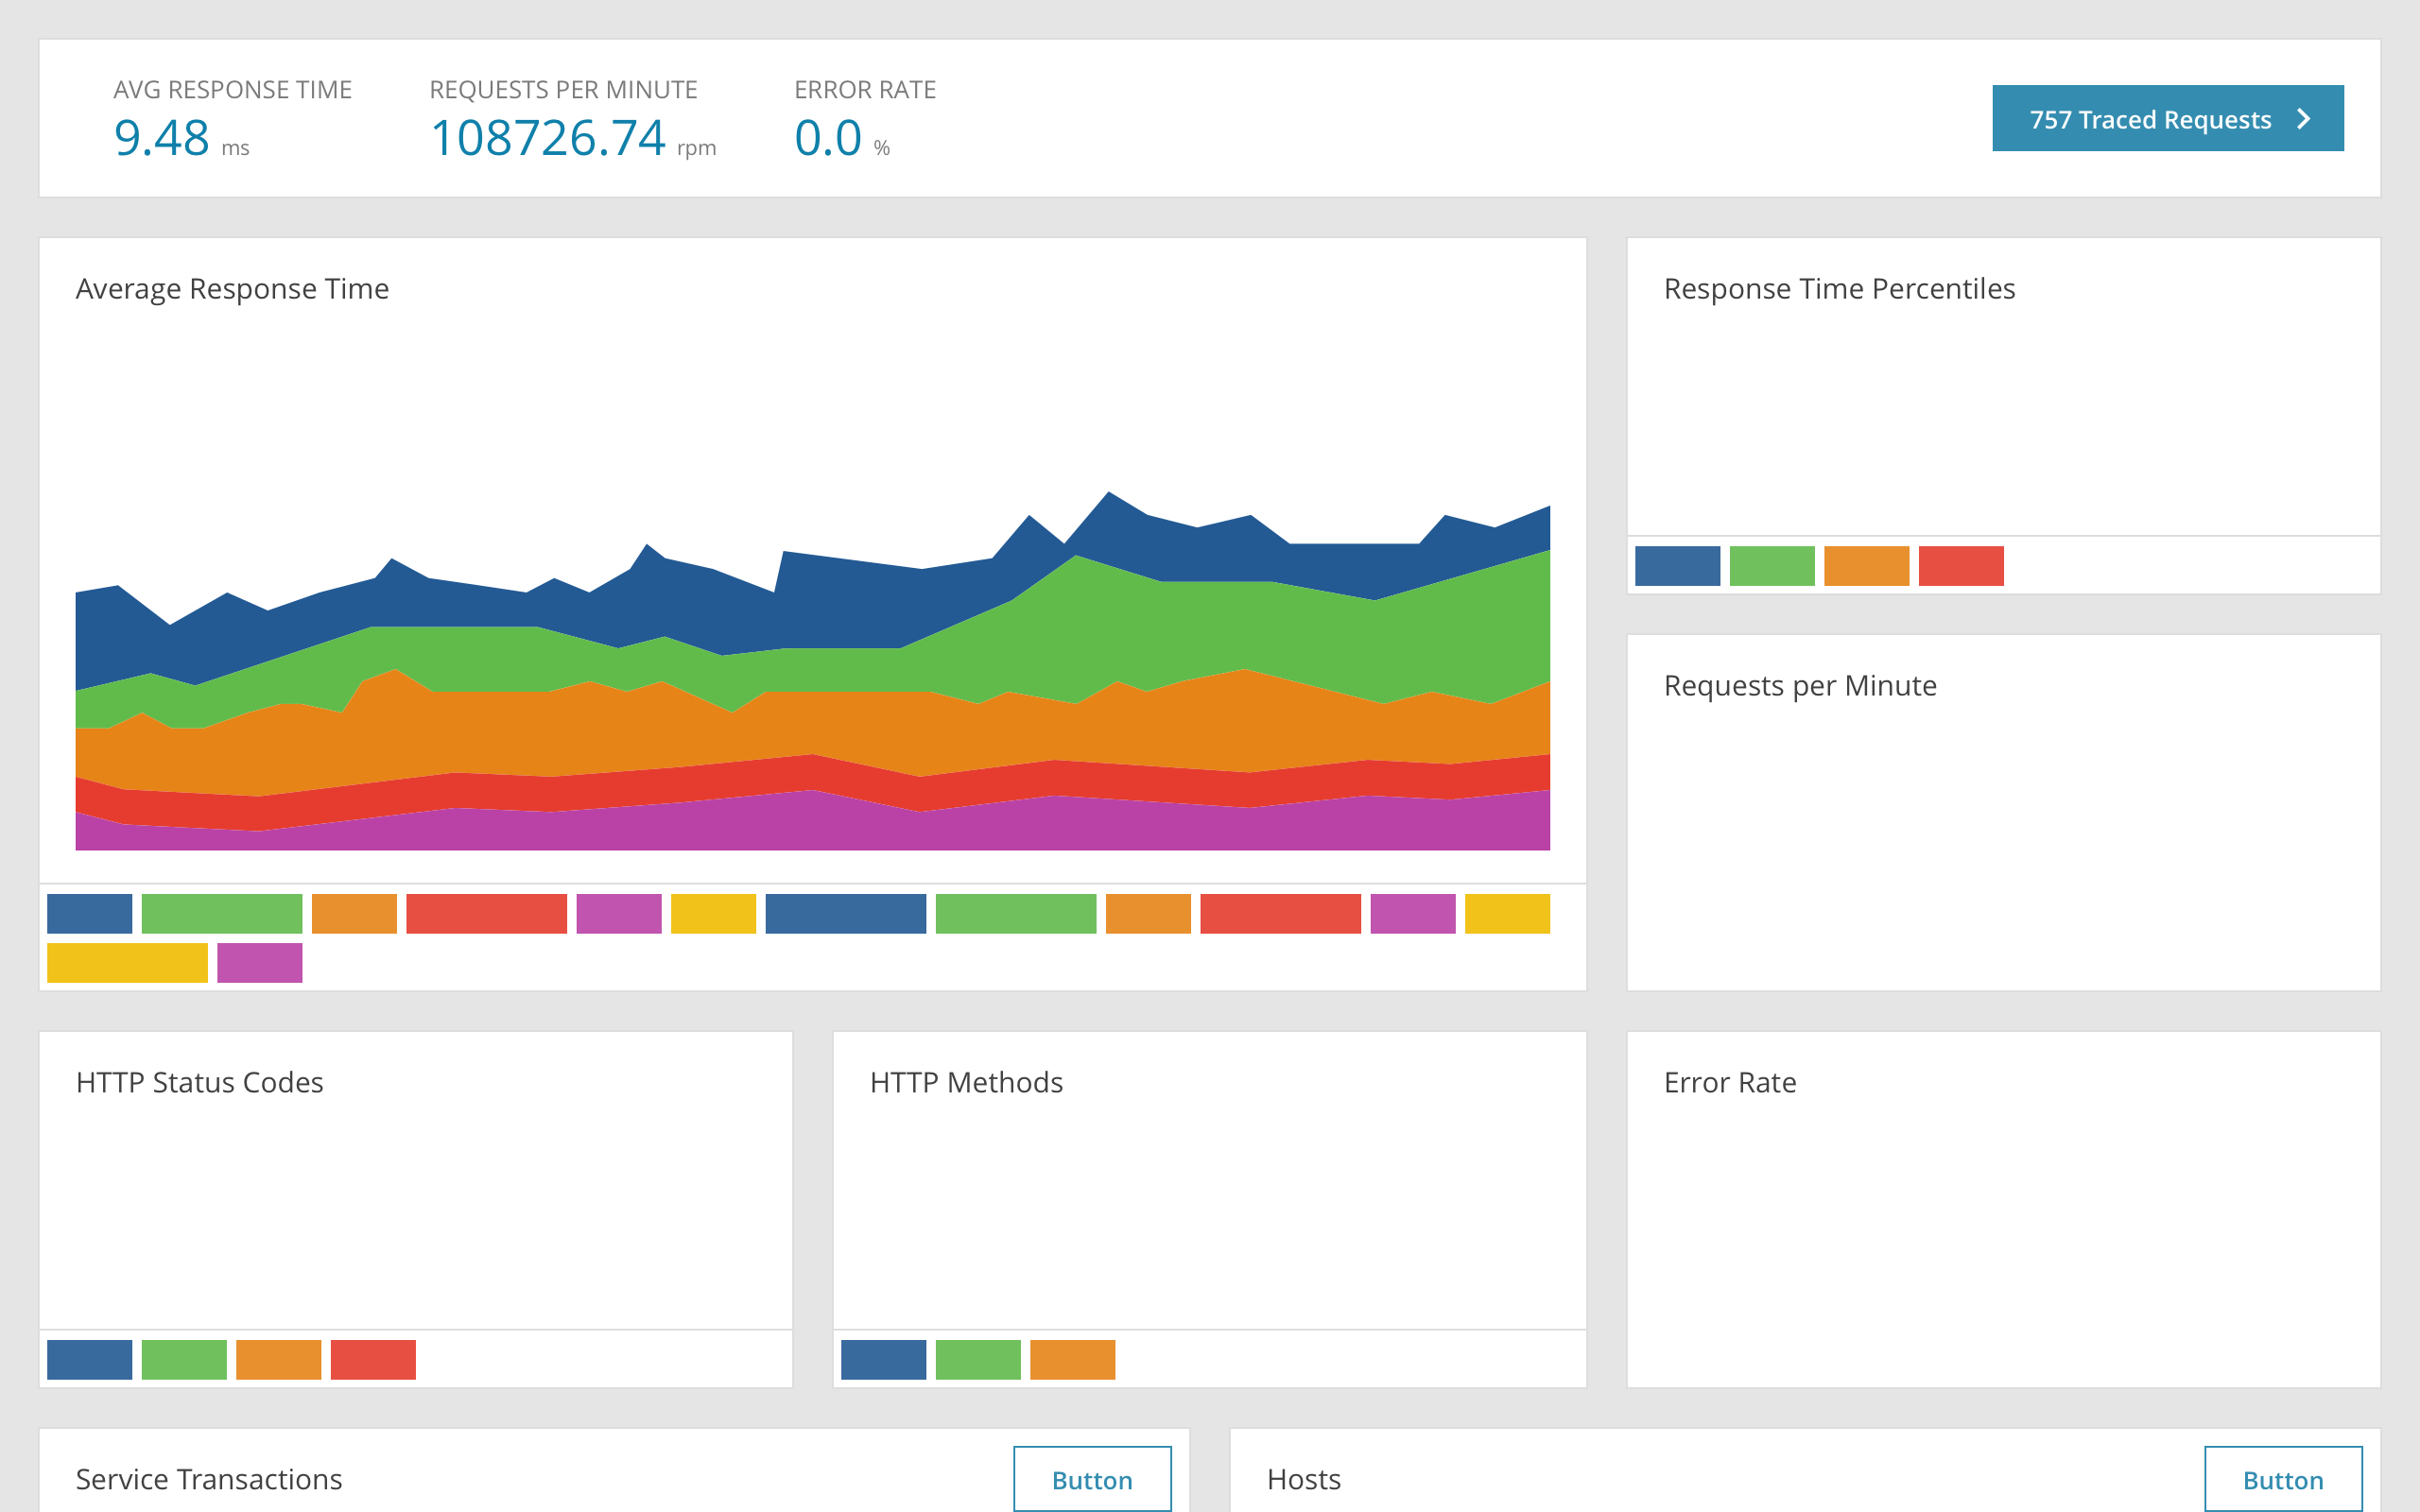 AVG RESPONSE TIME
9.48 ms
REQUESTS PER MINUTE
108726.74 rpm
ERROR RATE
0.0 %
757 Traced Requests
Average Response Time
Response Time Percentiles
Requests per Minute
HTTP Status Codes
HTTP Methods
Error Rate
Service Transactions
Button
Hosts
Button